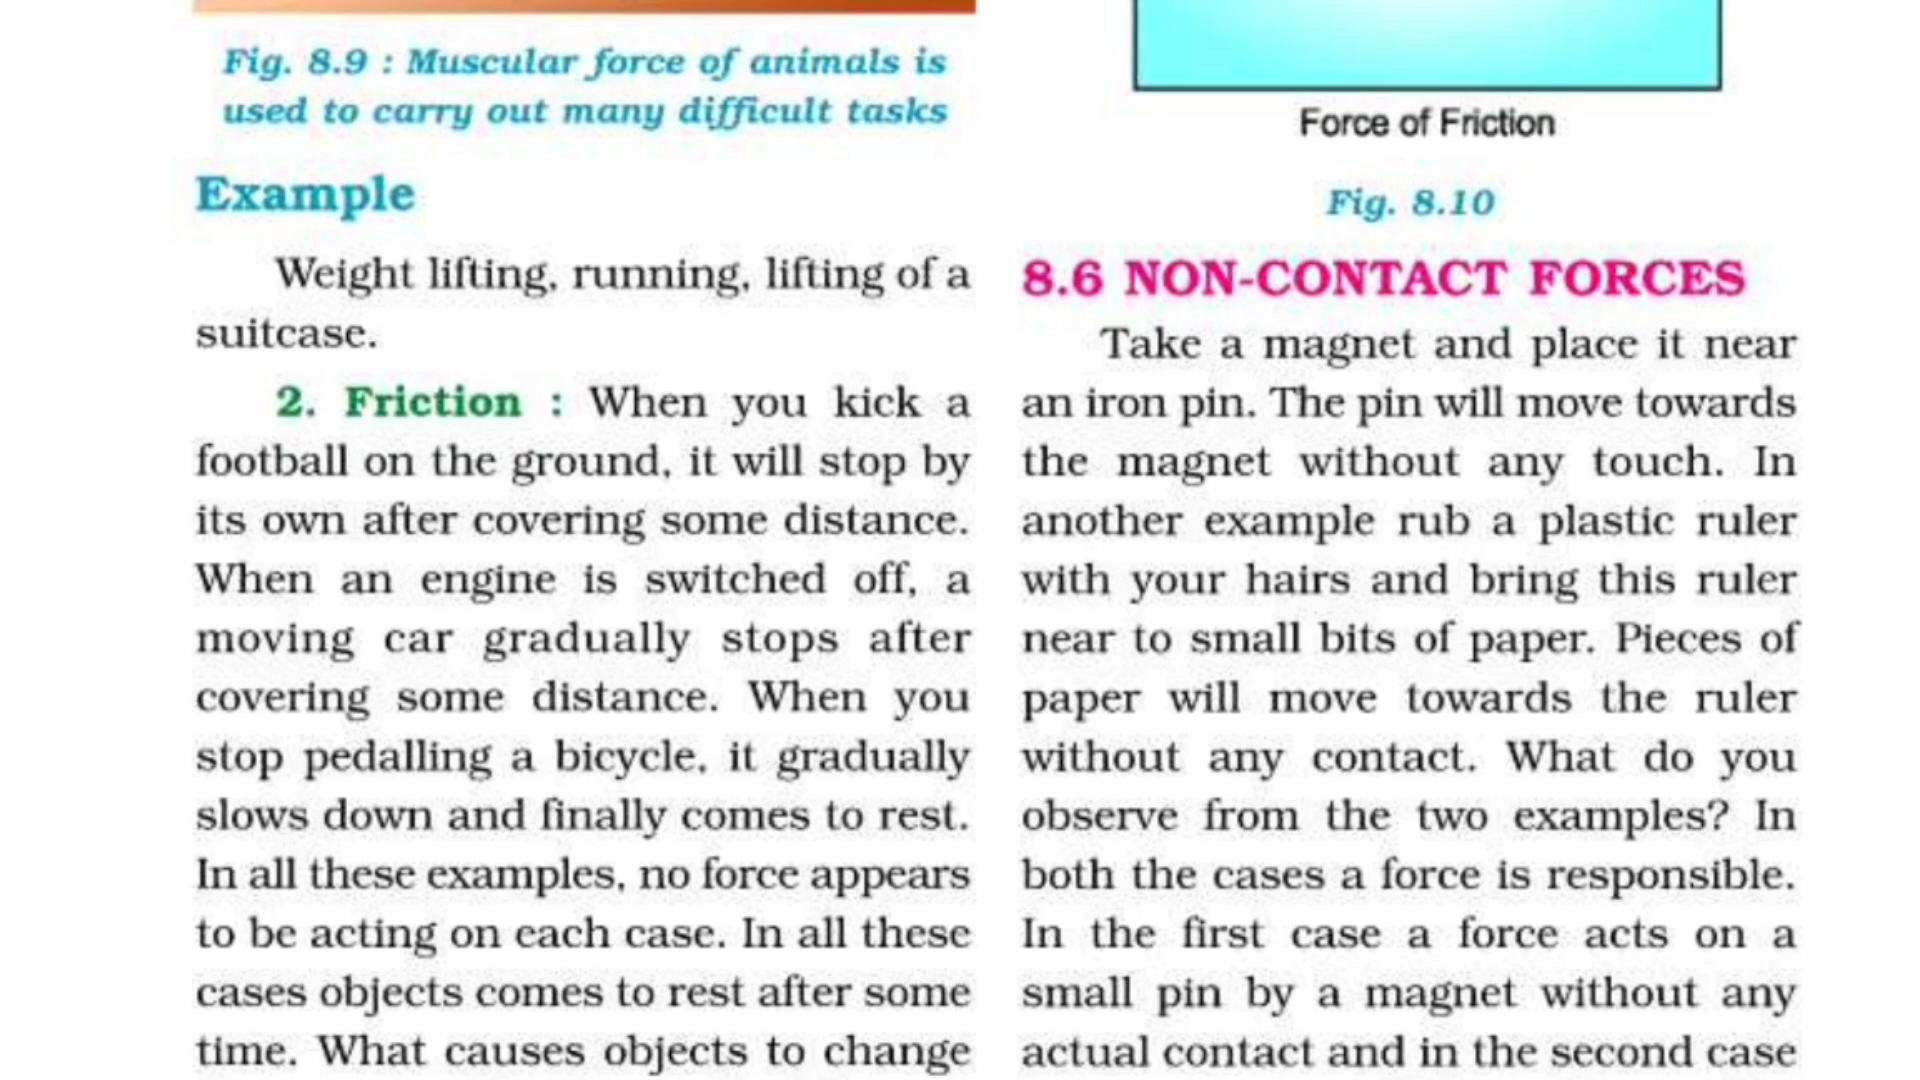 Fig. 8.9 : Muscular force of animals is
used to carry out many difficult tasks
Example
Weight lifting, running, lifting of a
suitcase.
2. Friction : When you kick a
football on the ground, it will stop by
its own after covering some distance.
When an engine is switched off, a
moving car gradually stops after
covering some distance. When you
stop pedalling a bicycle, it gradually
slows down and finally comes to rest.
In all these examples, no force appears
to be acting on each case. In all these
cases objects comes to rest after some
time. What causes objects to change
Force of Friction
Fig. 8.10
8.6 NON-CONTACT FORCES
Take a magnet and place it near
an iron pin. The pin will move towards
the magnet without any touch. In
another example rub a plastic ruler
with your hairs and bring this ruler
near to small bits of paper. Pieces of
paper will move towards the ruler
without any contact. What do you
observe from the two examples? In
both the cases a force is responsible.
In the first case a force acts on a
small pin by a magnet without any
actual contact and in the second case